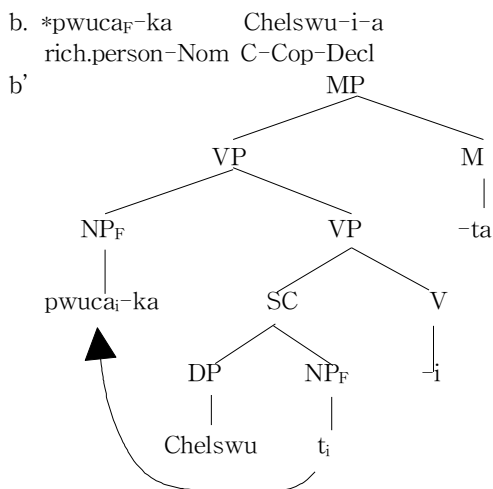 b. *pwucaF-ka Chelswu-i-a
rich.person-Nom C-Cop-Decl
b' MP
VP M
NPF VP -ta
pwucai-ka SC V
DP NPF -i
Chelswu ti